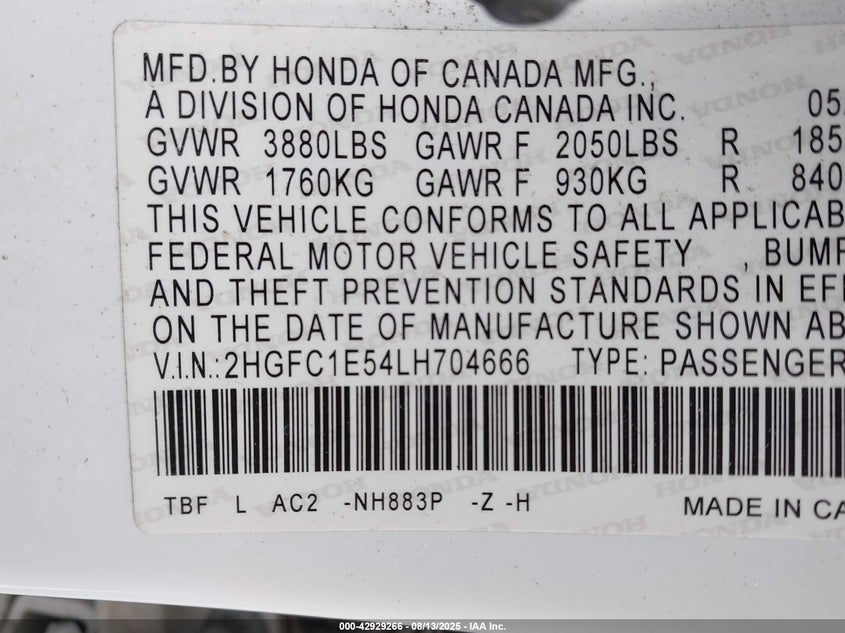 MFD.BY HONDA OF CANADA MFG.,
A DIVISION OF HONDA CANADA INC. 05
GVWR 3880LBS GAWR F 2050LBS R 185
GVWR 1760KG GAWR F 930KG R 840
THIS VEHICLE CONFORMS TO ALL APPLICAB
FEDERAL MOTOR VEHICLE SAFETY , BUMP
AND THEFT PREVENTION STANDARDS IN EFF
ON THE DATE OF MANUFACTURE SHOWN AB
V.I.N.:2HGFC1E54LH704666 TYPE: PASSENGER
TBF L AC2 -NH883P -Z -H MADE IN CA
000-42929266 - 08/13/2025 - IAA Inc.